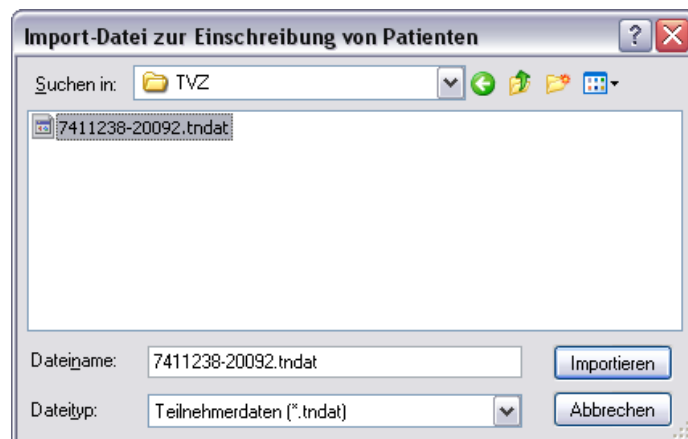 Import-Datei zur Einschreibung von Patienten
Suchen in: TVZ
7411238-20092.tndat
Dateiname: 7411238-20092.tndat Importieren
Dateityp: Teilnehmerdaten (*.tndat) Abbrechen